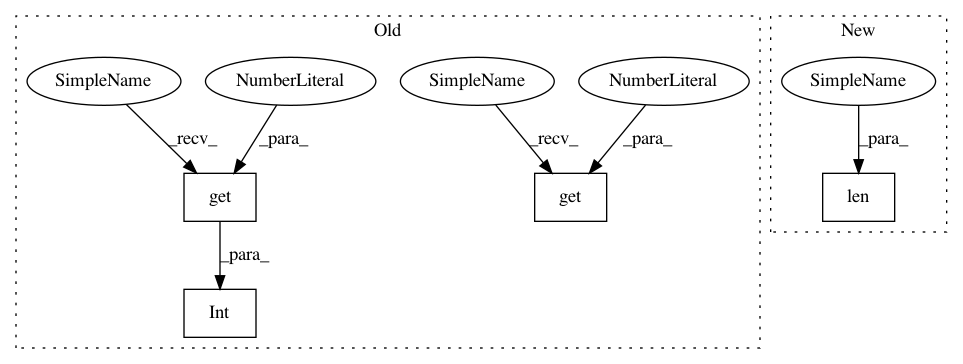 Old
New
SimpleName
NumberLiteral
SimpleName
NumberLiteral
SimpleName
_recv_
_para_
_recv_
_para_
_para_
get
get
len
_para_
Int